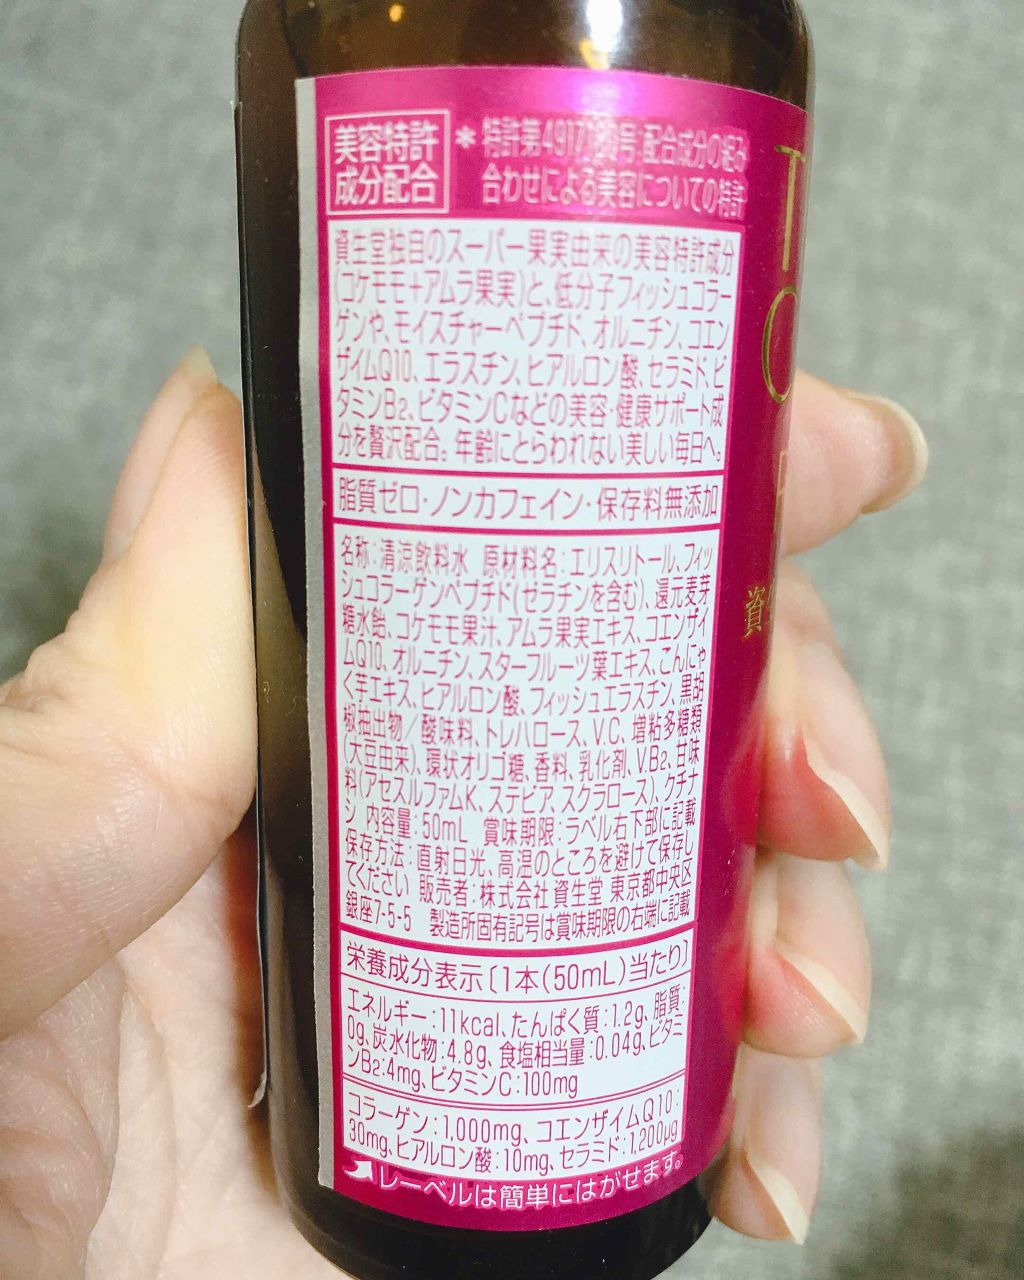 美容特許
成分配合
合わせによる美容についての特許
資生堂独自のスーパー果実由来の美容特許成分
(コケモモ+アムラ果実)と、低分子フィッシュコラー
ゲンや、モイスチャーペプチド、オルニチン、コエン
ザイムQ10、エラスチン、ヒアルロン酸、セラミド、ビ
タミンB2、ビタミンCなどの美容・健康サポート成
分を贅沢配合。年齢にとらわれない美しい毎日へ。
脂質ゼロ・ノンカフェイン・保存料無添加
名称:清涼飲料水 原材料名:エリスリトール、フィッ
シュコラーゲンペプチド(ゼラチンを含む)、還元麦芽
糖水飴、コケモモ果汁、アムラ果実エキス、コエンザイ
ムQ10、オルニチン、スターフルーツ葉エキス、こんにゃ
く芋エキス、ヒアルロン酸、フィッシュエラスチン、黒胡
椒抽出物/酸味料、トレハロース、V.C、増粘多糖類
(大豆由来)、環状オリゴ糖、香料、乳化剤、V.B2、甘味
料(アセスルファムK、ステビア、スクラロース)、クチナ
シ 内容量:50mL 賞味期限:ラベル右下部に記載
保存方法:直射日光、高温のところを避けて保存し
てください 販売者:株式会社資生堂 東京都中央区
銀座7-5-5 製造所固有記号は賞味期限の右端に記載
栄養成分表示〔1本(50mL)当たり〕
エネルギー:11kcal、たんぱく質:1.2g、脂質:
0g、炭水化物:4.8g、食塩相当量:0.04g、ビタミ
ンB2:4mg、ビタミンC:100mg
コラーゲン:1,000mg、コエンザイムQ10:
30mg、ヒアルロン酸:10mg、セラミド:1,200μg
レーベルは簡単にはがせます。